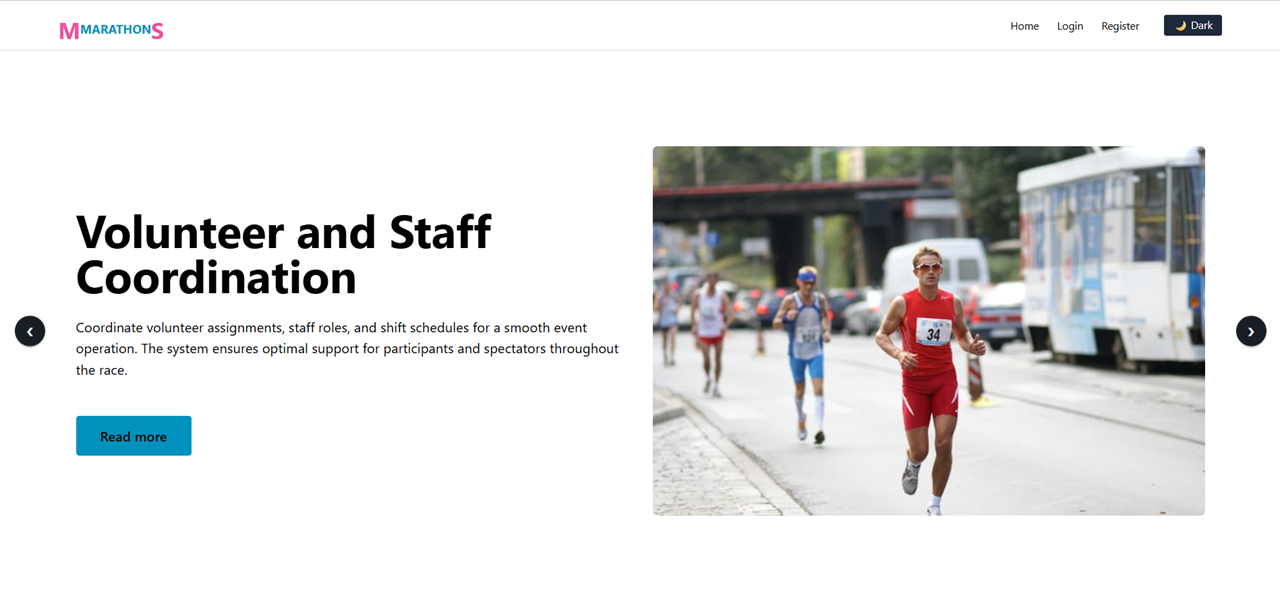 MMARATHONS
Home Login Register 🌙 Dark
Volunteer and Staff
Coordination
Coordinate volunteer assignments, staff roles, and shift schedules for a smooth event
operation. The system ensures optimal support for participants and spectators throughout
the race.
Read more
34